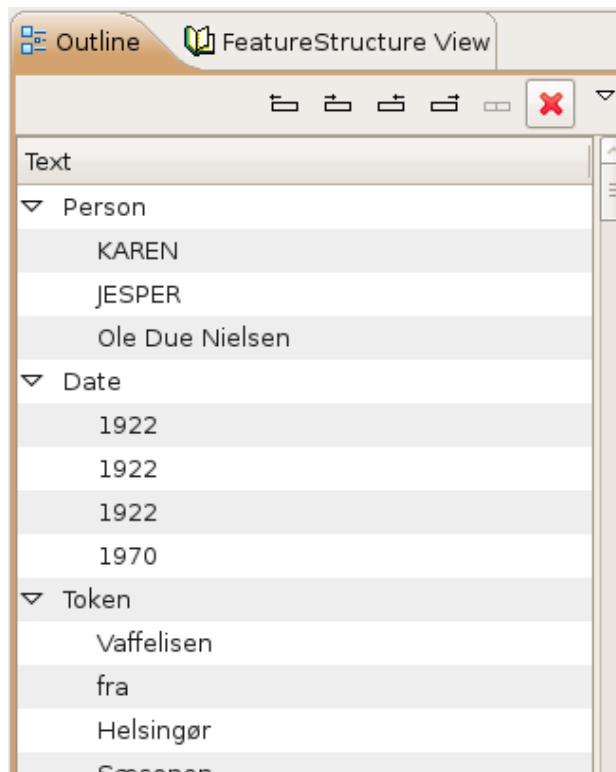 Outline FeatureStructure View
Text
Person
KAREN
JESPER
Ole Due Nielsen
Date
1922
1922
1922
1970
Token
Vaffelisen
fra
Helsingør